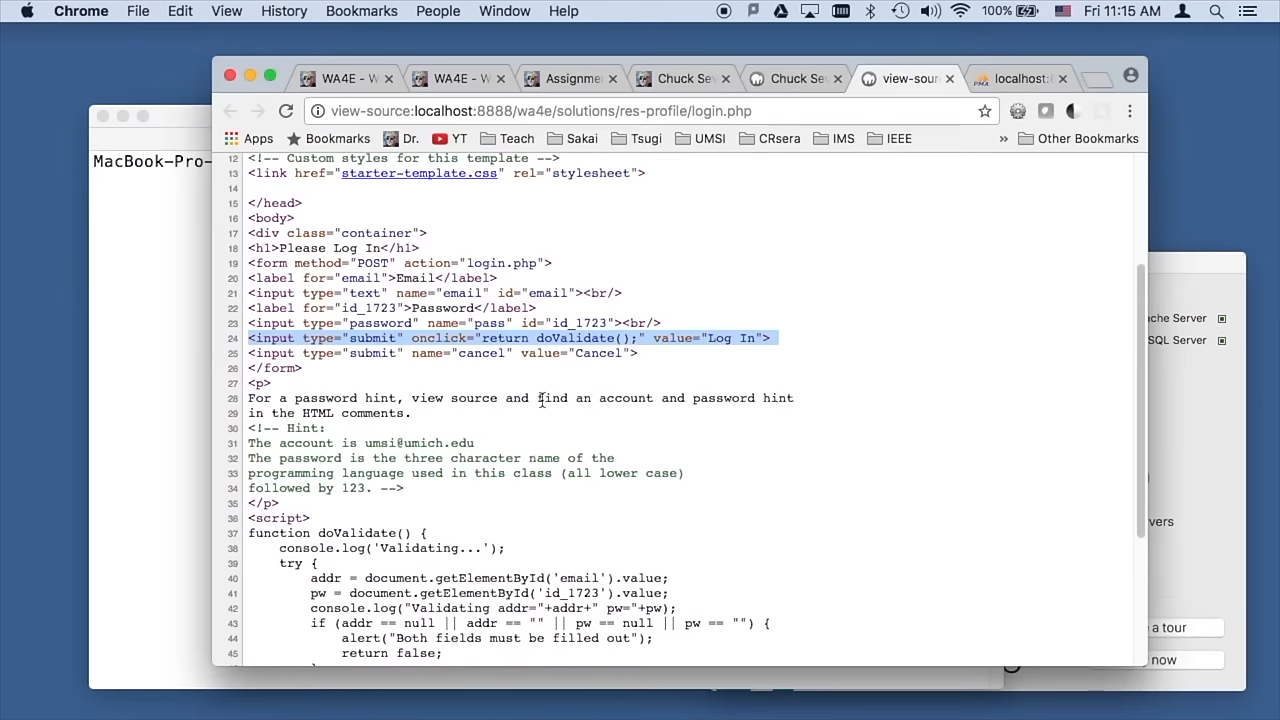 Chrome File Edit View History Bookmarks People Window Help 100% Fri 11:15 AM
WA4E - W WA4E - W Assignme Chuck Se Chuck Se view-sou localhost:
view-source:localhost:8888/wa4e/solutions/res-profile/login.php
Apps Bookmarks Dr. YT Teach Sakai Tsugi UMSI CRsera IMS IEEE » Other Bookmarks
MacBook-Pro-
12 <!-- Custom styles for this template -->
13 <link href="starter-template.css" rel="stylesheet">
14
15 </head>
16 <body>
17 <div class="container">
18 <h1>Please Log In</h1>
19 <form method="POST" action="login.php">
20 <label for="email">Email</label>
21 <input type="text" name="email" id="email"><br/>
22 <label for="id_1723">Password</label>
23 <input type="password" name="pass" id="id_1723"><br/>
24 <input type="submit" onclick="return doValidate();" value="Log In">
25 <input type="submit" name="cancel" value="Cancel">
26 </form>
27 <p>
28 For a password hint, view source and find an account and password hint
29 in the HTML comments.
30 <!-- Hint:
31 The account is umsi@umich.edu
32 The password is the three character name of the
33 programming language used in this class (all lower case)
34 followed by 123. -->
35 </p>
36 <script>
37 function doValidate() {
38 console.log('Validating...');
39 try {
40 addr = document.getElementById('email').value;
41 pw = document.getElementById('id_1723').value;
42 console.log("Validating addr="+addr+" pw="+pw);
43 if (addr == null || addr == "" || pw == null || pw == "") {
44 alert("Both fields must be filled out");
45 return false;
ache Server
SQL Server
vers
e a tour
now